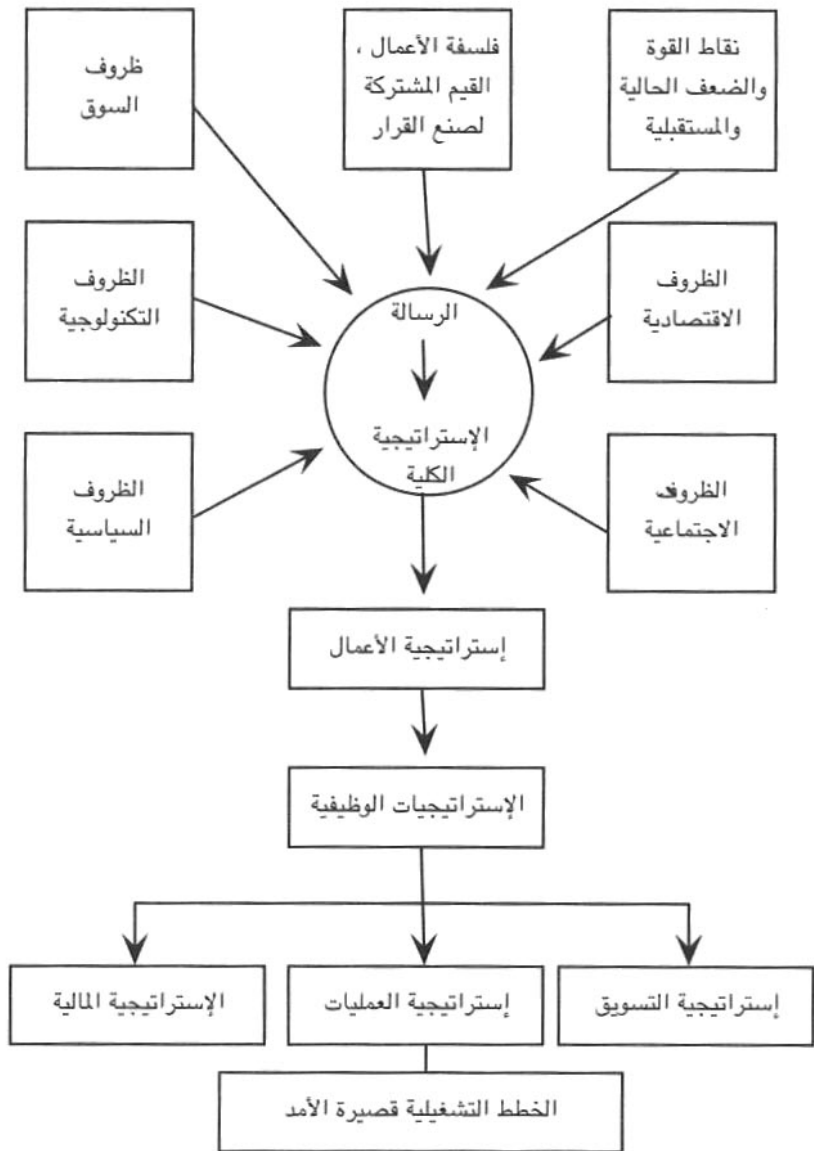 نقاط القوة
والضعف الحالية
والمستقبلية
فلسفة الأعمال ،
القيم المشتركة
لصنع القرار
ظروف
السوق
الظروف
الاقتصادية
الرسالة
الظروف
التكنولوجية
الظروف
الاجتماعية
الإستراتيجية
الكلية
الظروف
السياسية
إستراتيجية الأعمال
الإستراتيجيات الوظيفية
إستراتيجية التسويق
إستراتيجية العمليات
الإستراتيجية المالية
الخطط التشغيلية قصيرة الأمد